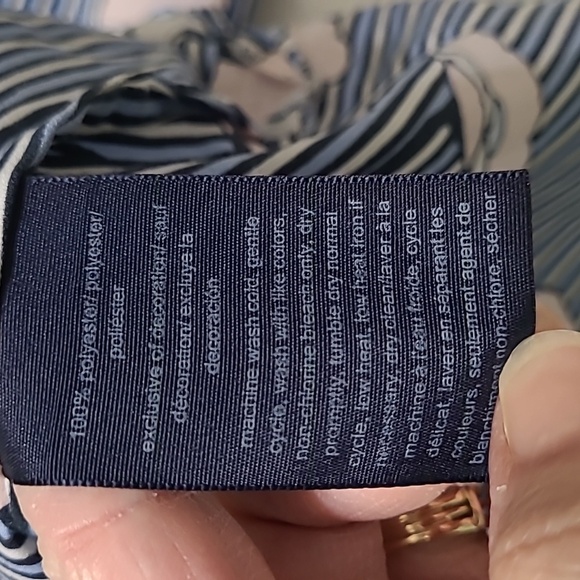 100% polyester/ polyester/
poliéster
exclusive of decoration/ sauf
décoration/ excluye la
decoración
machine wash cold, gentle
cycle, wash with like colors,
non-chlorine bleach only, dry
promptly, tumble dry normal
cycle, low heat, low heat iron if
necessary, dry clean/laver à la
machine à l'eau froide, cycle
délicat, laver en séparant les
couleurs, seulement agent de
blanchiment non-chlore, sécher